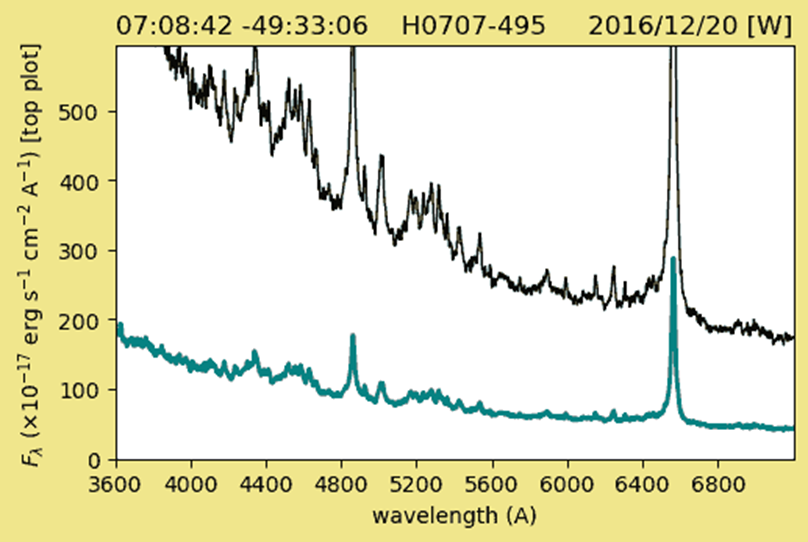 07:08:42 -49:33:06 H0707-495 2016/12/20 [W]
Fλ (×10⁻¹⁷ erg s⁻¹ cm⁻² A⁻¹) [top plot]
500
400
300
200
100
0
3600 4000 4400 4800 5200 5600 6000 6400 6800
wavelength (A)